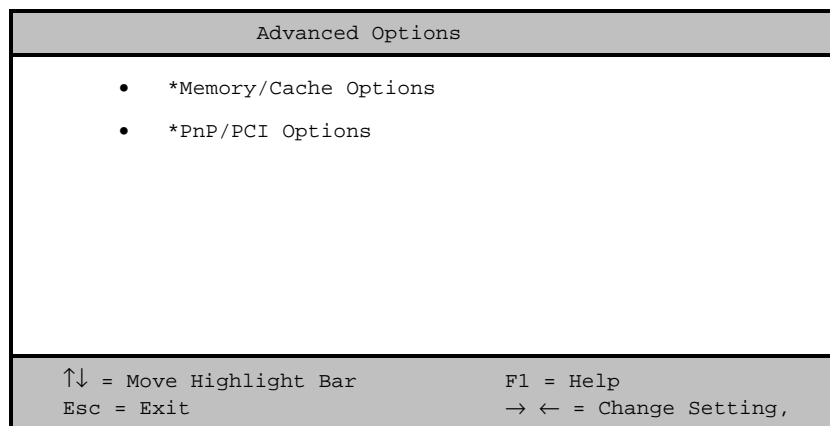 Advanced Options
• *Memory/Cache Options
• *PnP/PCI Options
↑↓ = Move Highlight Bar F1 = Help
Esc = Exit → ← = Change Setting,